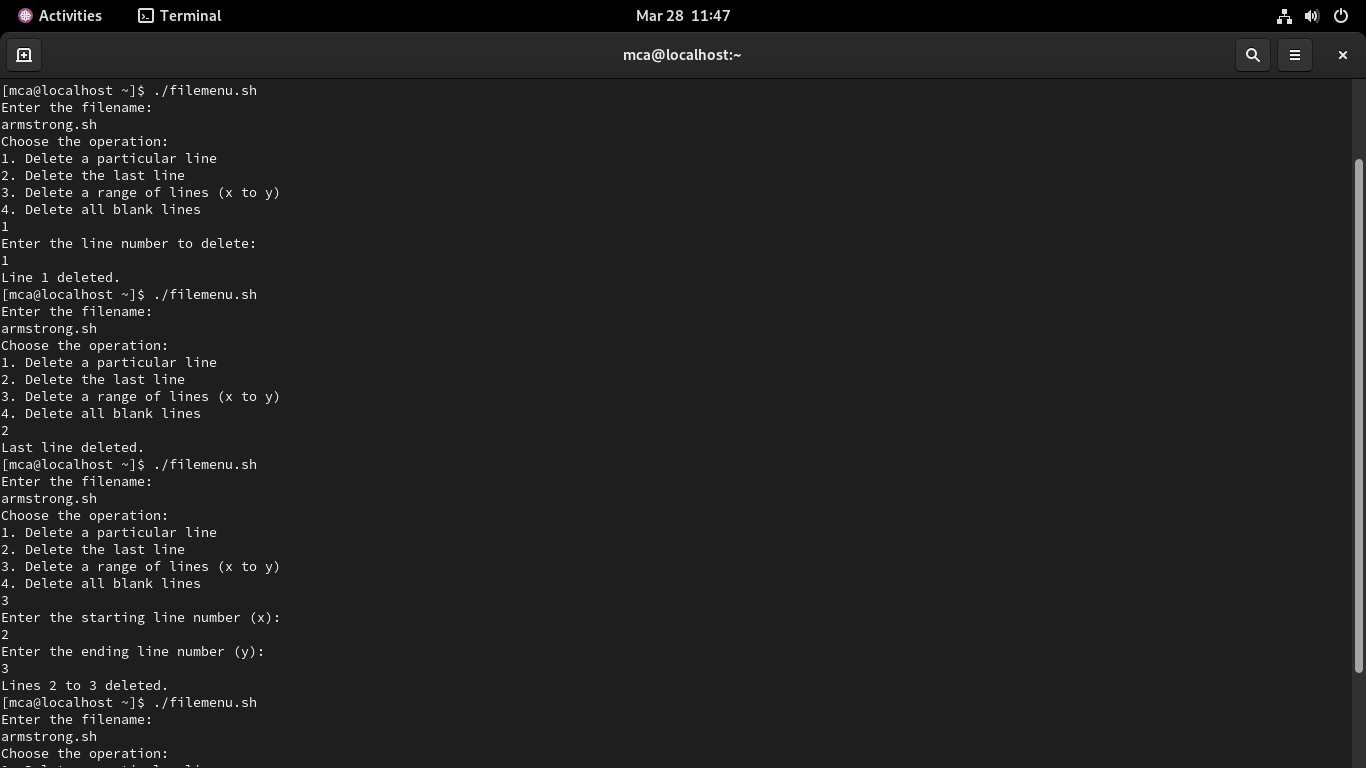 Activities Terminal Mar 28 11:47
mca@localhost:~
[mca@localhost ~]$ ./filemenu.sh
Enter the filename:
armstrong.sh
Choose the operation:
1. Delete a particular line
2. Delete the last line
3. Delete a range of lines (x to y)
4. Delete all blank lines
1
Enter the line number to delete:
1
Line 1 deleted.
[mca@localhost ~]$ ./filemenu.sh
Enter the filename:
armstrong.sh
Choose the operation:
1. Delete a particular line
2. Delete the last line
3. Delete a range of lines (x to y)
4. Delete all blank lines
2
Last line deleted.
[mca@localhost ~]$ ./filemenu.sh
Enter the filename:
armstrong.sh
Choose the operation:
1. Delete a particular line
2. Delete the last line
3. Delete a range of lines (x to y)
4. Delete all blank lines
3
Enter the starting line number (x):
2
Enter the ending line number (y):
3
Lines 2 to 3 deleted.
[mca@localhost ~]$ ./filemenu.sh
Enter the filename:
armstrong.sh
Choose the operation: